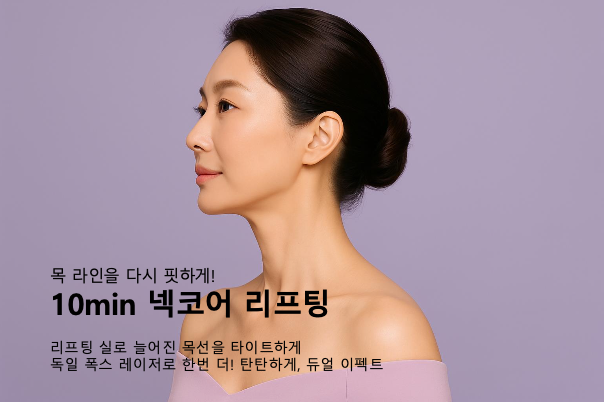 목 라인을 다시 핏하게!
10min 넥코어 리프팅
리프팅 실로 늘어진 목선을 타이트하게
독일 폭스 레이저로 한번 더! 탄탄하게, 듀얼 이펙트